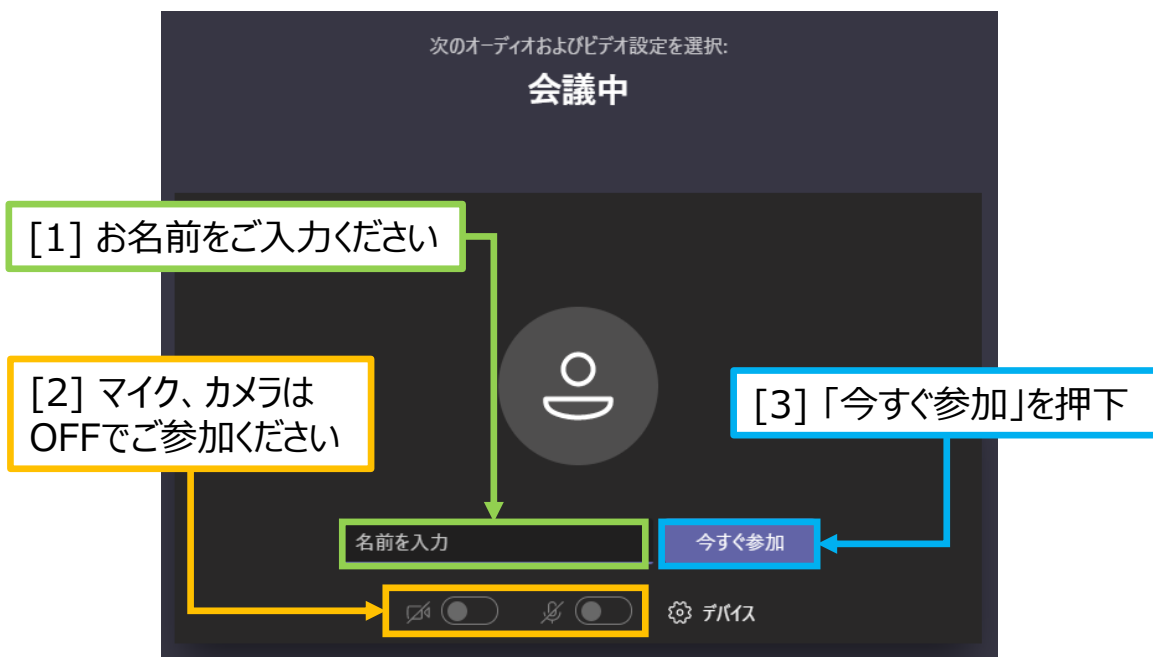 次のオーディオおよびビデオ設定を選択:
会議中
[1] お名前をご入力ください
[2] マイク、カメラは
OFFでご参加ください
[3]「今すぐ参加」を押下
名前を入力
今すぐ参加
デバイス